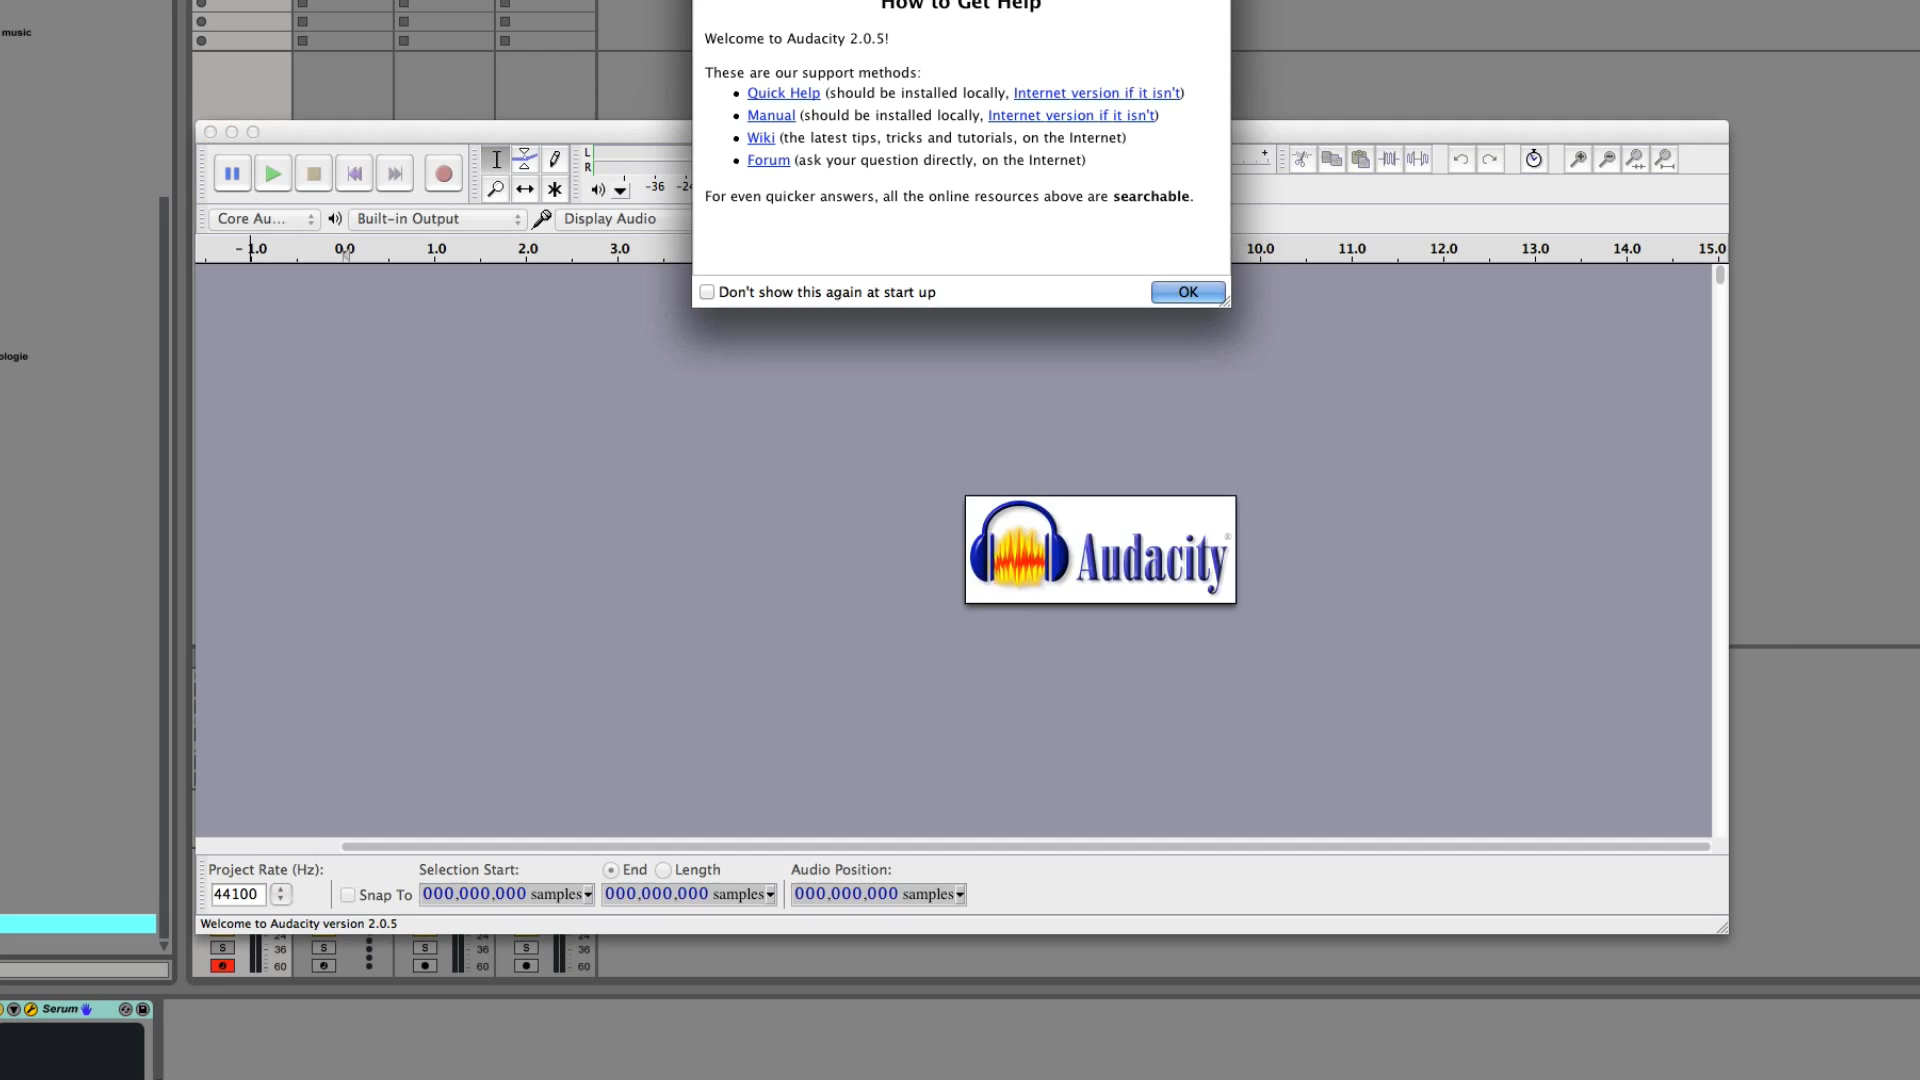 music
How to Get Help
Welcome to Audacity 2.0.5!
These are our support methods:
• Quick Help (should be installed locally, Internet version if it isn't)
• Manual (should be installed locally, Internet version if it isn't)
• Wiki (the latest tips, tricks and tutorials, on the Internet)
• Forum (ask your question directly, on the Internet)
For even quicker answers, all the online resources above are searchable.
Don't show this again at start up
OK
L
R
-36
Core Au...
Built-in Output
Display Audio
- 1.0 0.0 1.0 2.0 3.0 10.0 11.0 12.0 13.0 14.0 15.0
ologie
Audacity®
Project Rate (Hz):
Selection Start:
End
Length
Audio Position:
44100
Snap To
000,000,000 samples
000,000,000 samples
000,000,000 samples
Welcome to Audacity version 2.0.5
S 36 S S 36 S 36
60 60 60
Serum